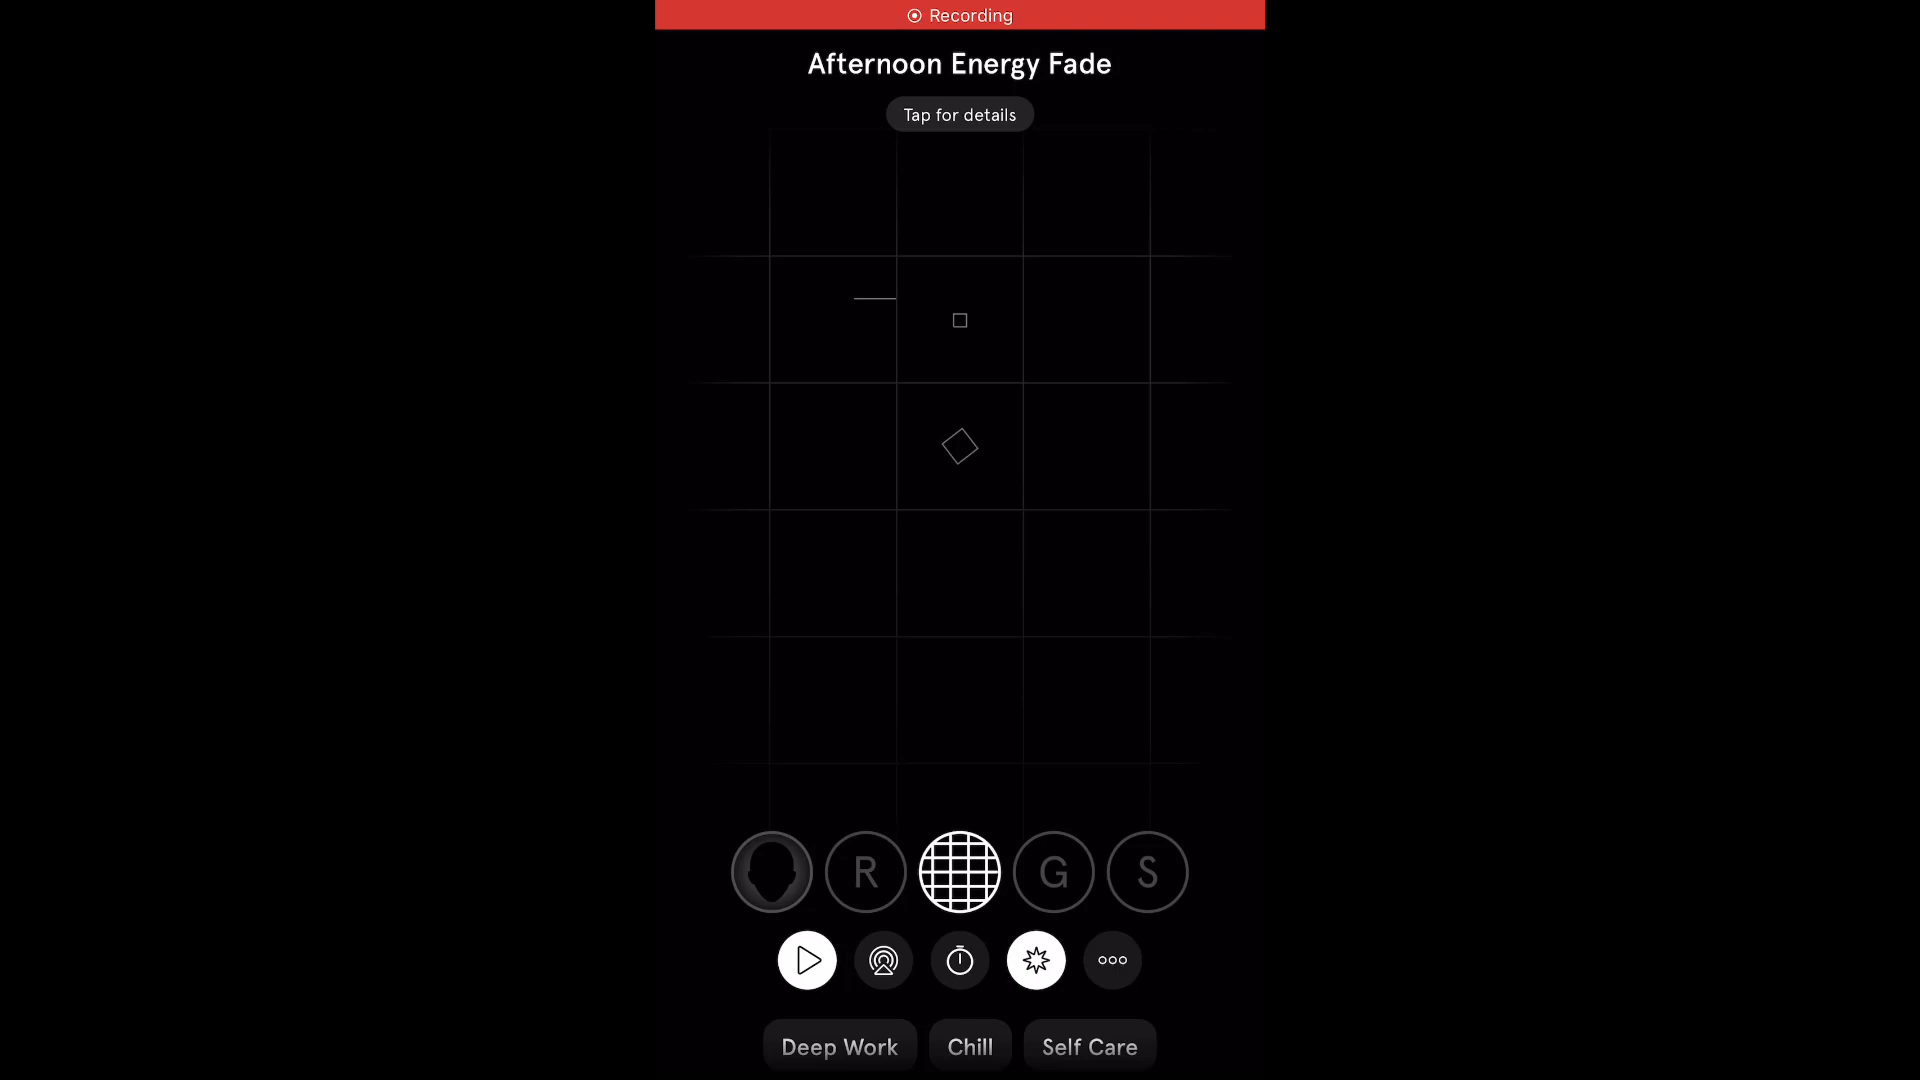 Recording
Afternoon Energy Fade
Tap for details
R G S
Deep Work Chill Self Care